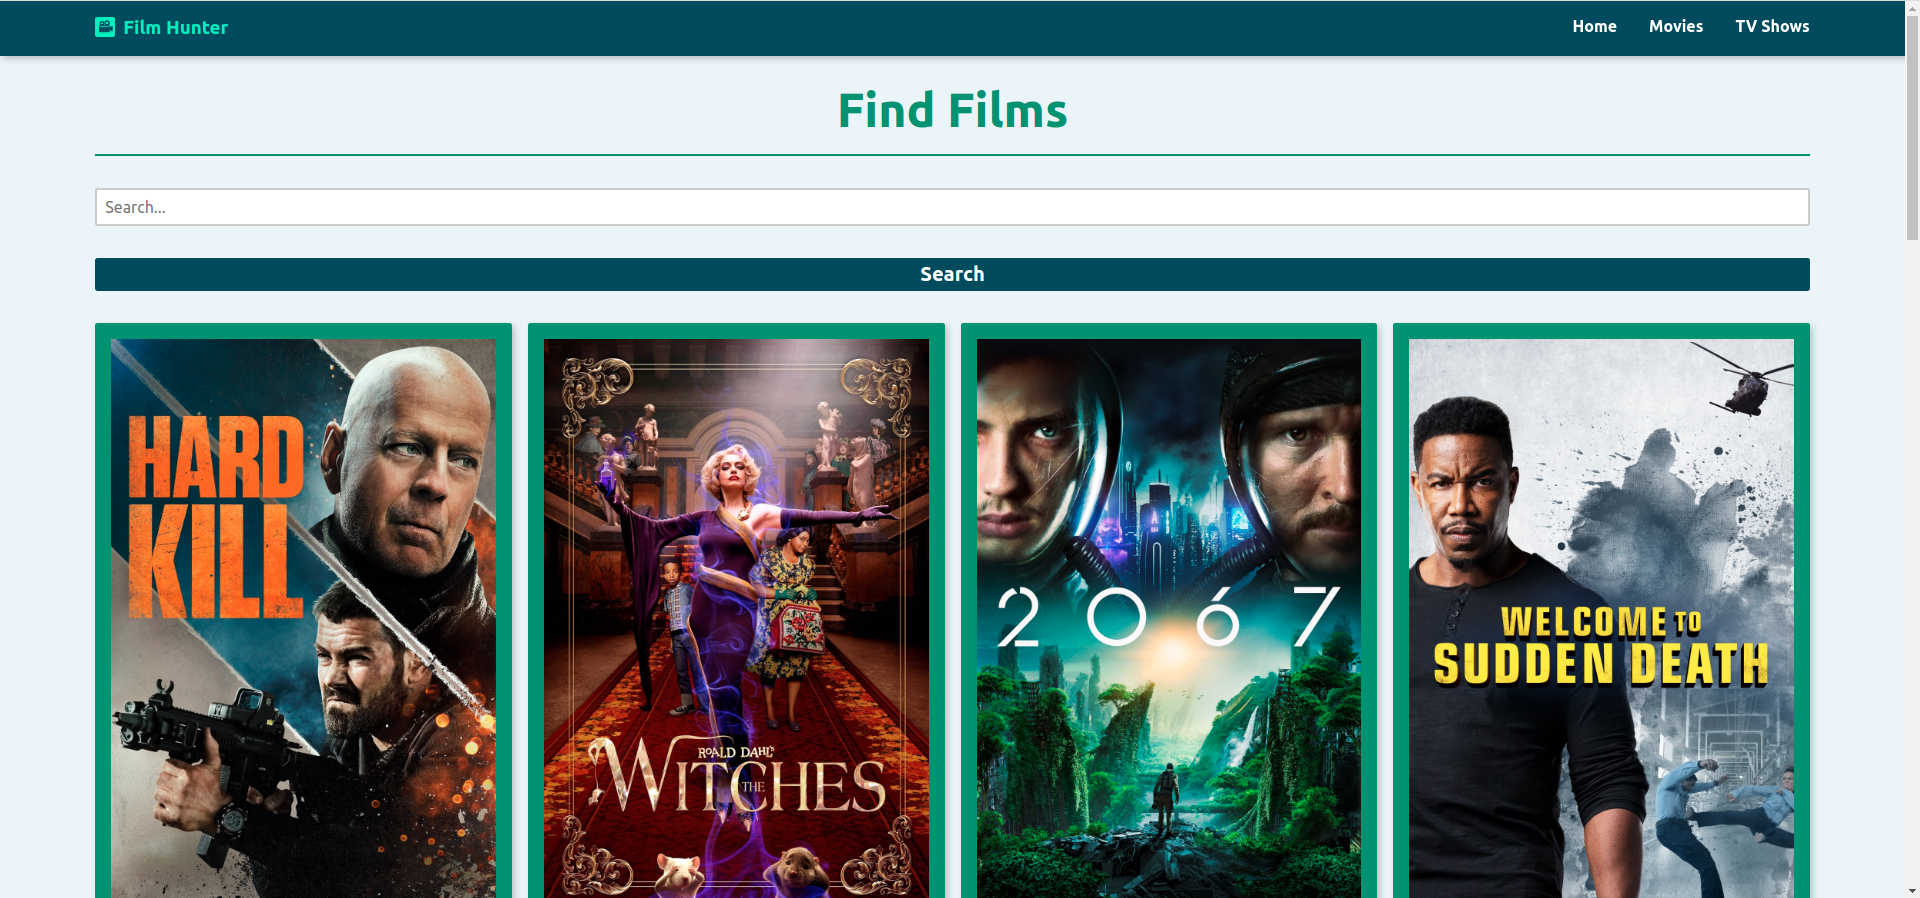 Film Hunter
Home
Movies
TV Shows
Find Films
Search...
Search
HARD
KILL
ROALD DAHL'S
THE
WITCHES
2067
WELCOME TO
SUDDEN DEATH